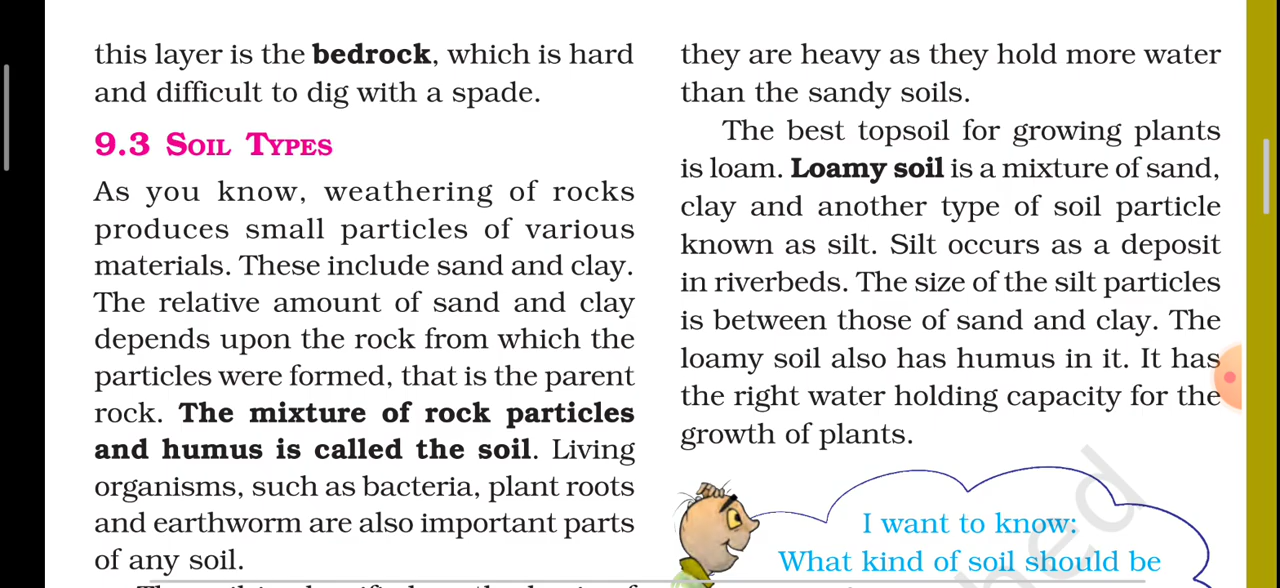 this layer is the bedrock, which is hard
and difficult to dig with a spade.
9.3 SOIL TYPES
As you know, weathering of rocks
produces small particles of various
materials. These include sand and clay.
The relative amount of sand and clay
depends upon the rock from which the
particles were formed, that is the parent
rock. The mixture of rock particles
and humus is called the soil. Living
organisms, such as bacteria, plant roots
and earthworm are also important parts
of any soil.
they are heavy as they hold more water
than the sandy soils.
The best topsoil for growing plants
is loam. Loamy soil is a mixture of sand,
clay and another type of soil particle
known as silt. Silt occurs as a deposit
in riverbeds. The size of the silt particles
is between those of sand and clay. The
loamy soil also has humus in it. It has
the right water holding capacity for the
growth of plants.
I want to know:
What kind of soil should be